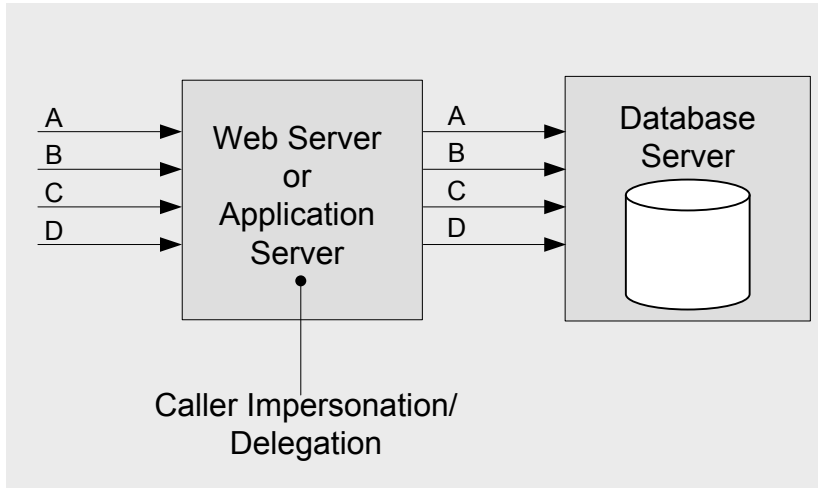 A
B
C
D
Web Server
or
Application
Server
A
B
C
D
Database
Server
Caller Impersonation/
Delegation